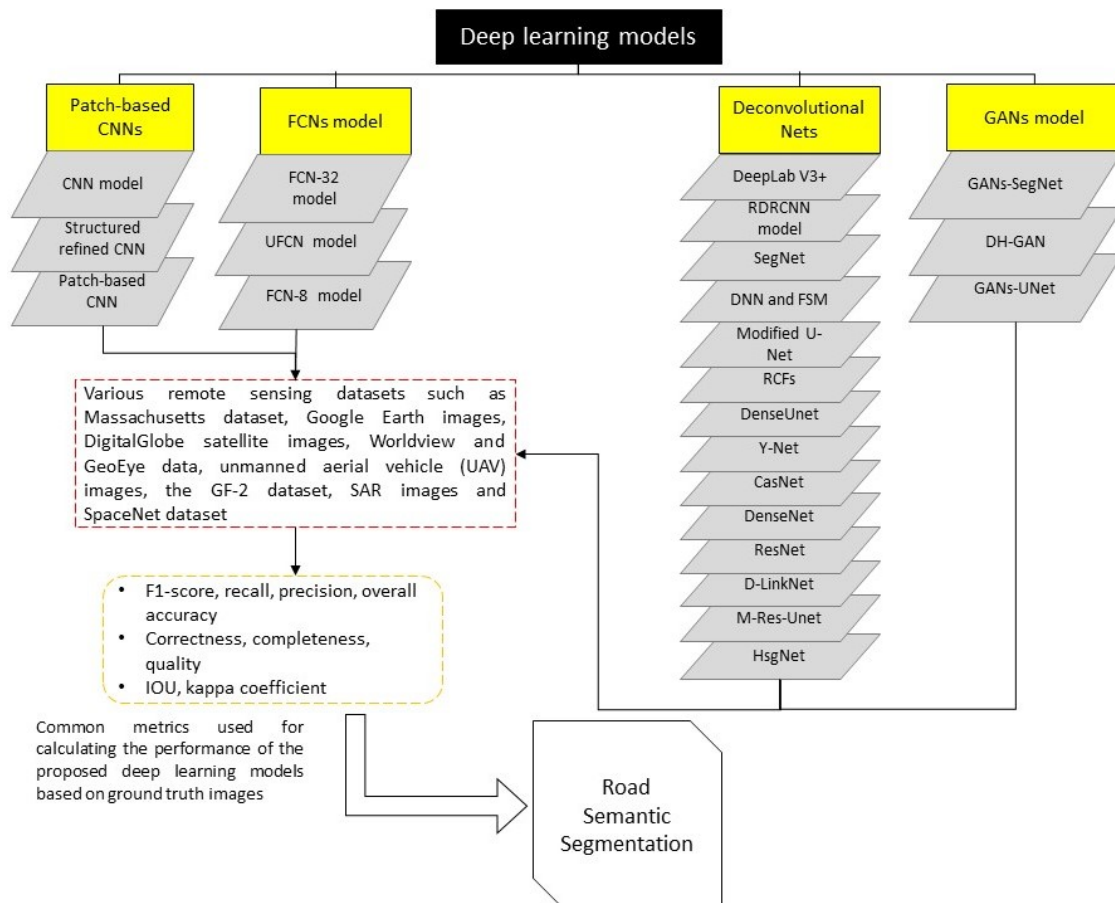 Deep learning models
Patch-based
CNNs
CNN model
Structured
refined CNN
Patch-based
CNN
FCNs model
FCN-32
model
UFCN model
FCN-8 model
Deconvolutional
Nets
DeepLab V3+
RDRCNN
model
SegNet
DNN and FSM
Modified U-
Net
RCFs
DenseUnet
Y-Net
CasNet
DenseNet
ResNet
D-LinkNet
M-Res-Unet
HsgNet
GANs model
GANs-SegNet
DH-GAN
GANs-UNet
Various remote sensing datasets such as
Massachusetts dataset, Google Earth images,
DigitalGlobe satellite images, Worldview and
GeoEye data, unmanned aerial vehicle (UAV)
images, the GF-2 dataset, SAR images and
SpaceNet dataset
• F1-score, recall, precision, overall
accuracy
• Correctness, completeness,
quality
• IOU, kappa coefficient
Common metrics used for
calculating the performance of the
proposed deep learning models
based on ground truth images
Road
Semantic
Segmentation